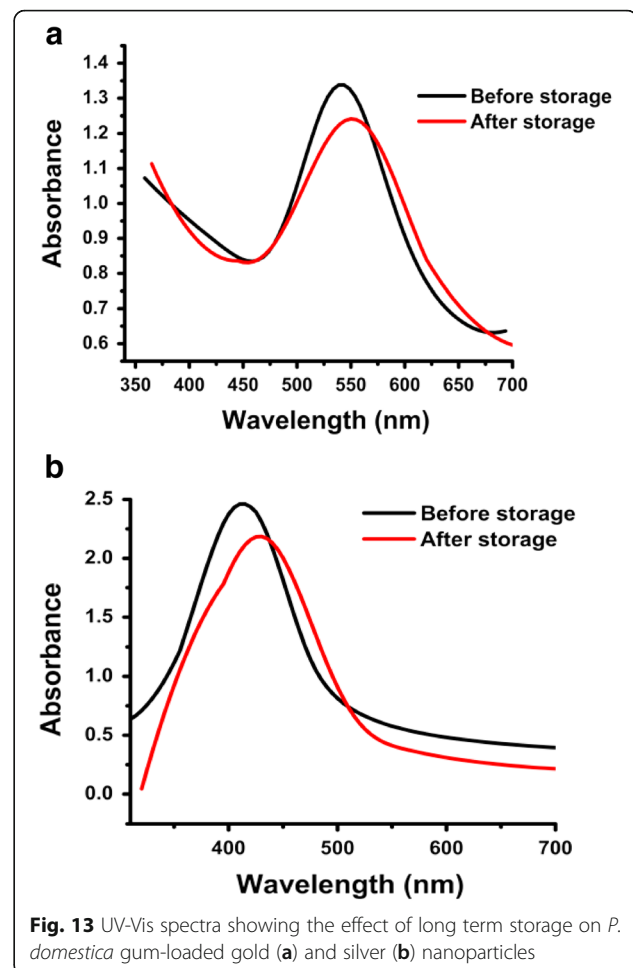 a
1.4
1.3
1.2
1.1
1.0
0.9
0.8
0.7
0.6
Absorbance
Before storage
After storage
350 400 450 500 550 600 650 700
Wavelength (nm)
b
2.5
2.0
1.5
1.0
0.5
0.0
Absorbance
Before storage
After storage
400 500 600 700
Wavelength (nm)
Fig. 13 UV-Vis spectra showing the effect of long term storage on P.
domestica gum-loaded gold (a) and silver (b) nanoparticles